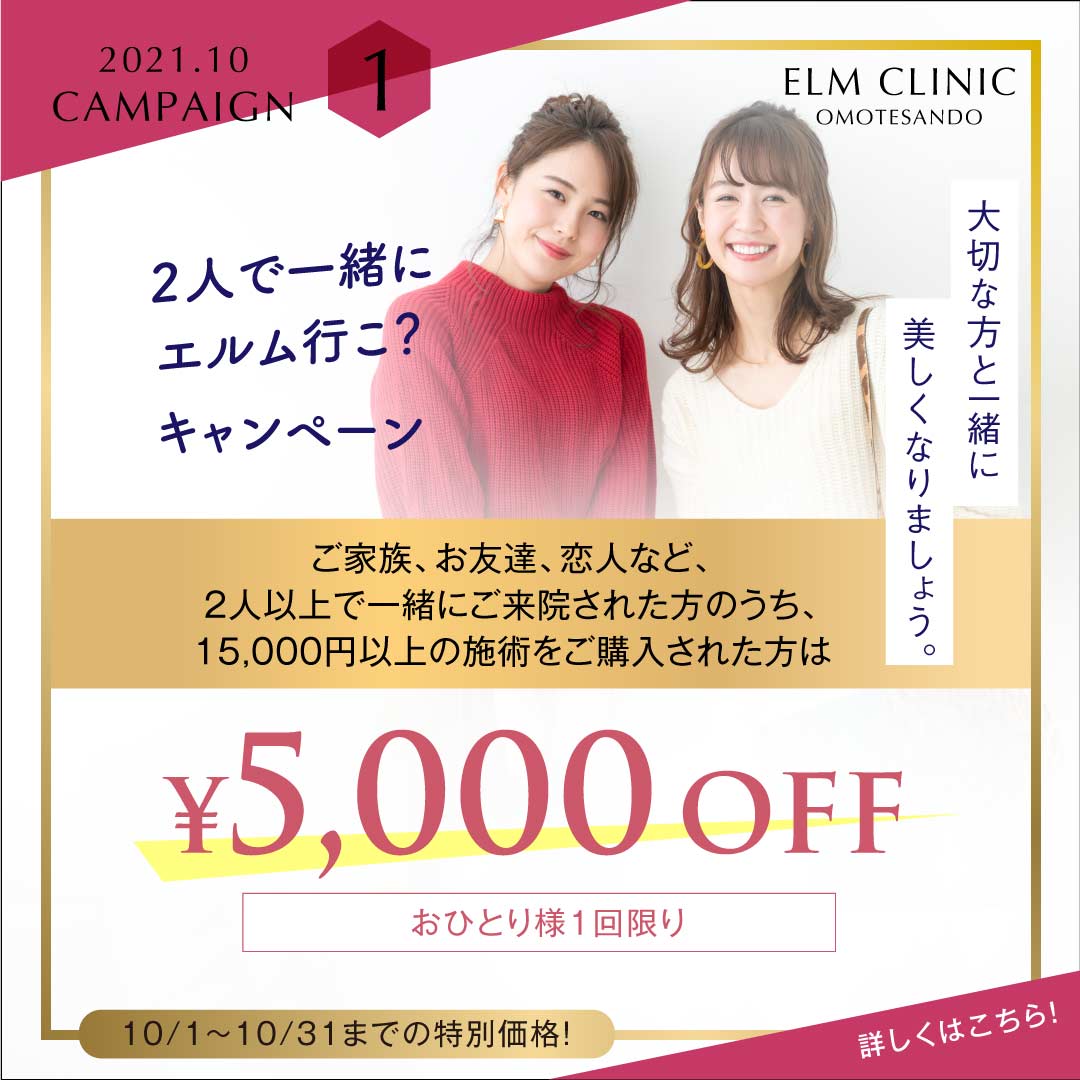 2021.10
CAMPAIGN
1
ELM CLINIC
OMOTESANDO
2人で一緒に
エルム行こ?
キャンペーン
大切な方と一緒に
美しくなりましょう。
ご家族、お友達、恋人など、
2人以上で一緒にご来院された方のうち、
15,000円以上の施術をご購入された方は
¥5,000 OFF
おひとり様1回限り
10/1～10/31までの特別価格!
詳しくはこちら!